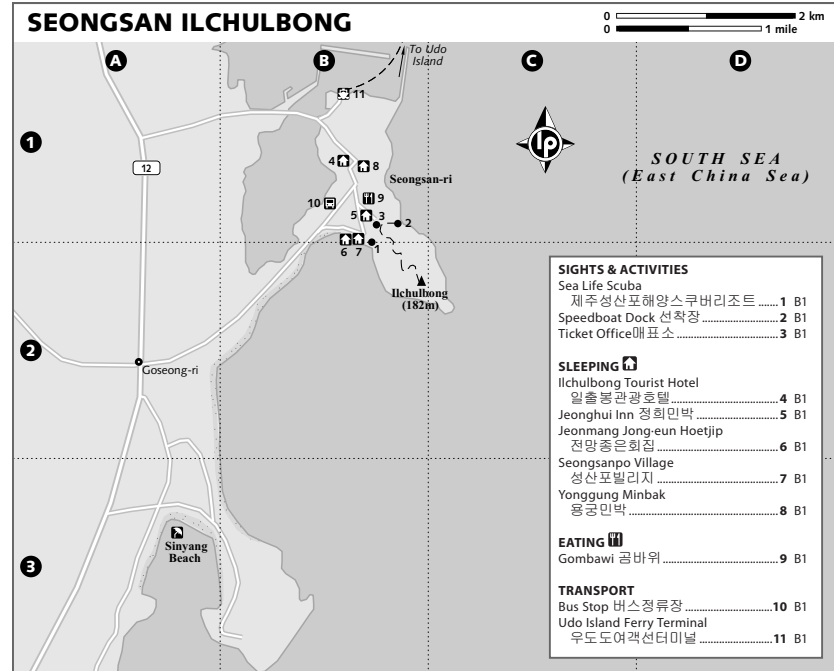 SEONGSAN ILCHULBONG
0 2 km
0 1 mile
A B C D
To Udo
Island
11
1
4 8
12
SOUTH SEA
(East China Sea)
Seongsan-ri
10 9
5 3 2
6 7 1
Ilchulbong
(182m)
2
Goseong-ri
Sinyang
Beach
3
lp
SIGHTS & ACTIVITIES
Sea Life Scuba
제주성산포해양스쿠버리조트 ...... 1 B1
Speedboat Dock 선착장 ...................... 2 B1
Ticket Office매표소 ............................. 3 B1
SLEEPING
Ilchulbong Tourist Hotel
일출봉관광호텔 ............................... 4 B1
Jeonghui Inn 정희민박 ........................ 5 B1
Jeonmang Jong-eun Hoetjip
전망좋은회집 ................................... 6 B1
Seongsanpo Village
성산포빌리지 ................................... 7 B1
Yonggung Minbak
용궁민박 .......................................... 8 B1
EATING
Gombawi 곰바위 ................................. 9 B1
TRANSPORT
Bus Stop 버스정류장 .......................... 10 B1
Udo Island Ferry Terminal
우도도여객선터미널 ....................... 11 B1